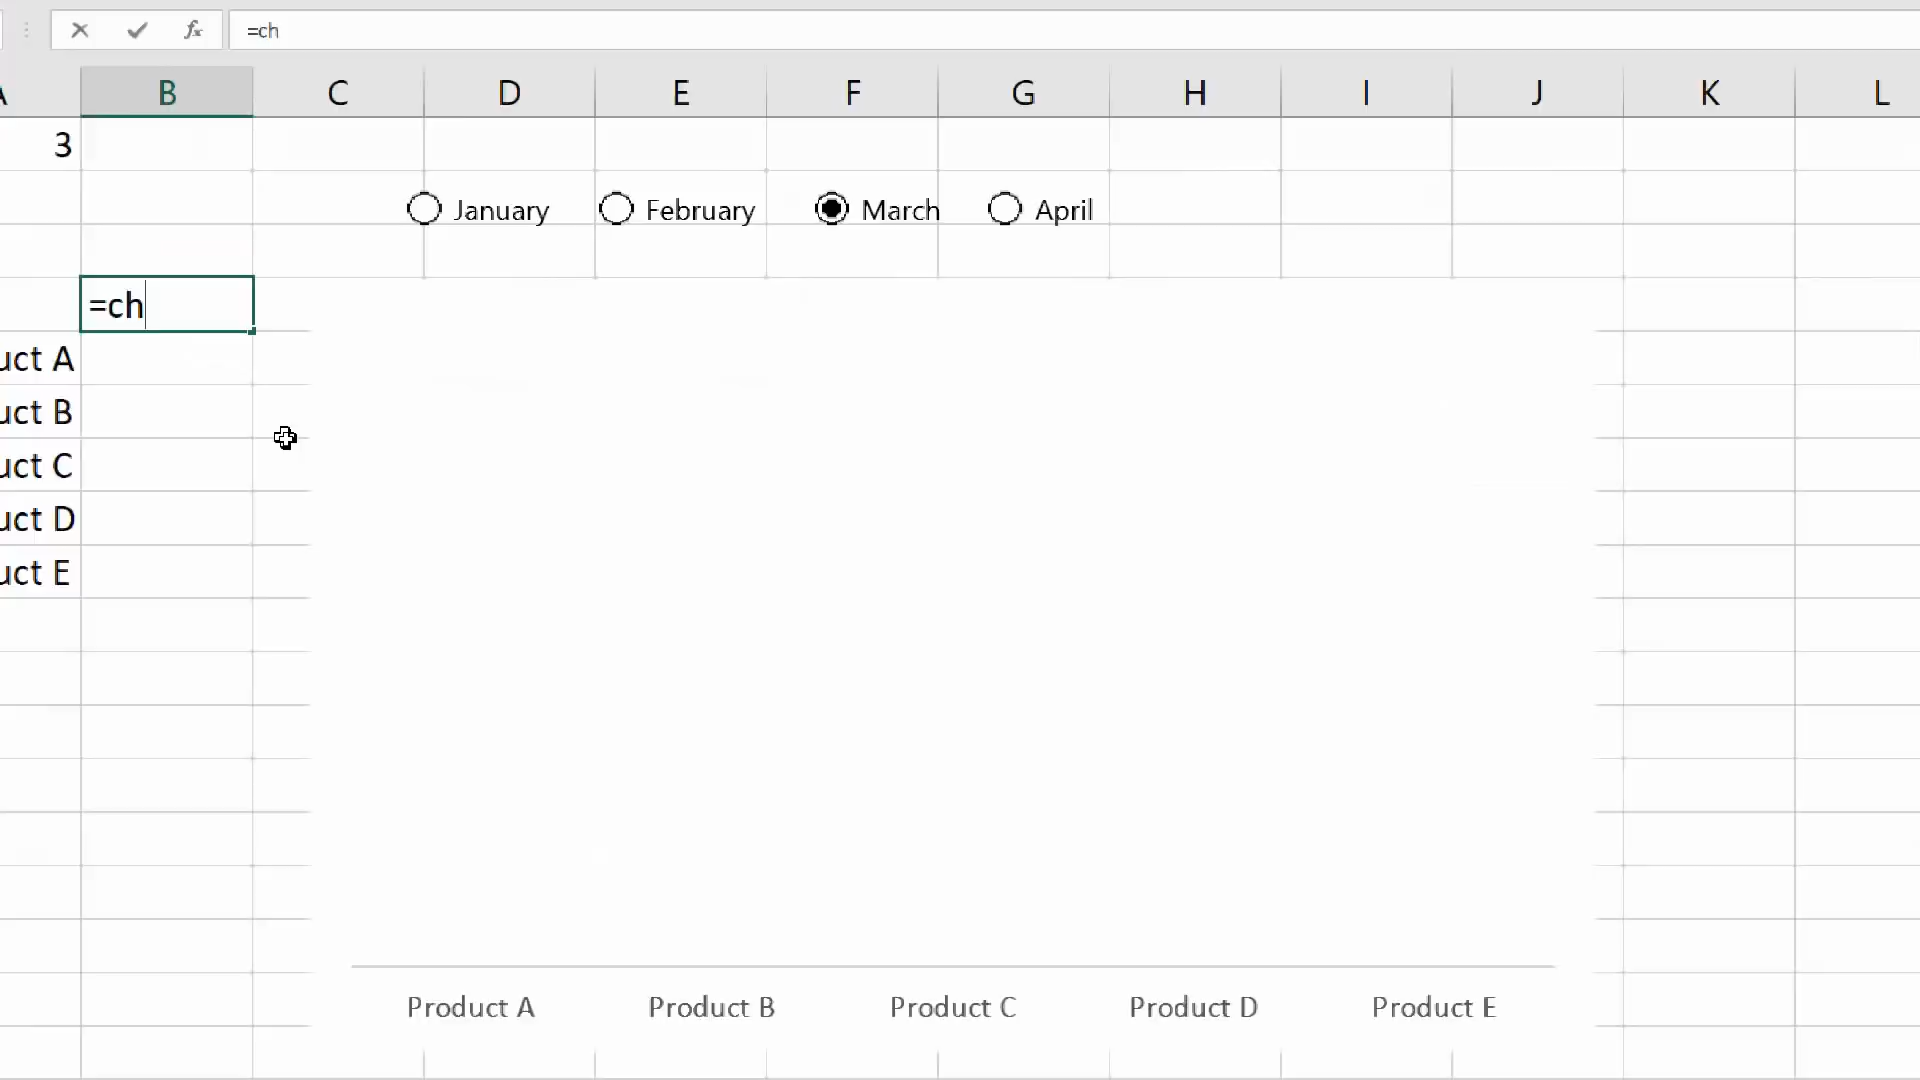 =ch
A B C D E F G H I J K L
3
January February March April
=ch
uct A
uct B
uct C
uct D
uct E
Product A Product B Product C Product D Product E